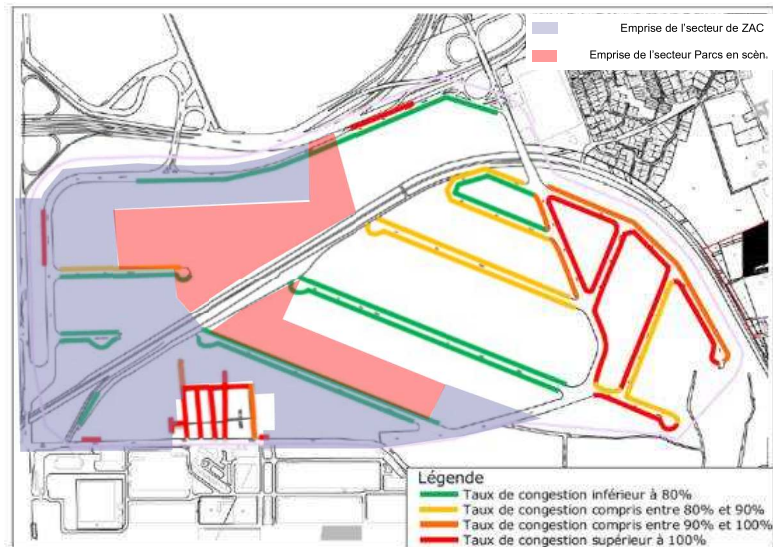 Emprise de l'secteur de ZAC
Emprise de l'secteur Parcs en scèn.
Légende
Taux de congestion inférieur à 80%
Taux de congestion compris entre 80% et 90%
Taux de congestion compris entre 90% et 100%
Taux de congestion supérieur à 100%